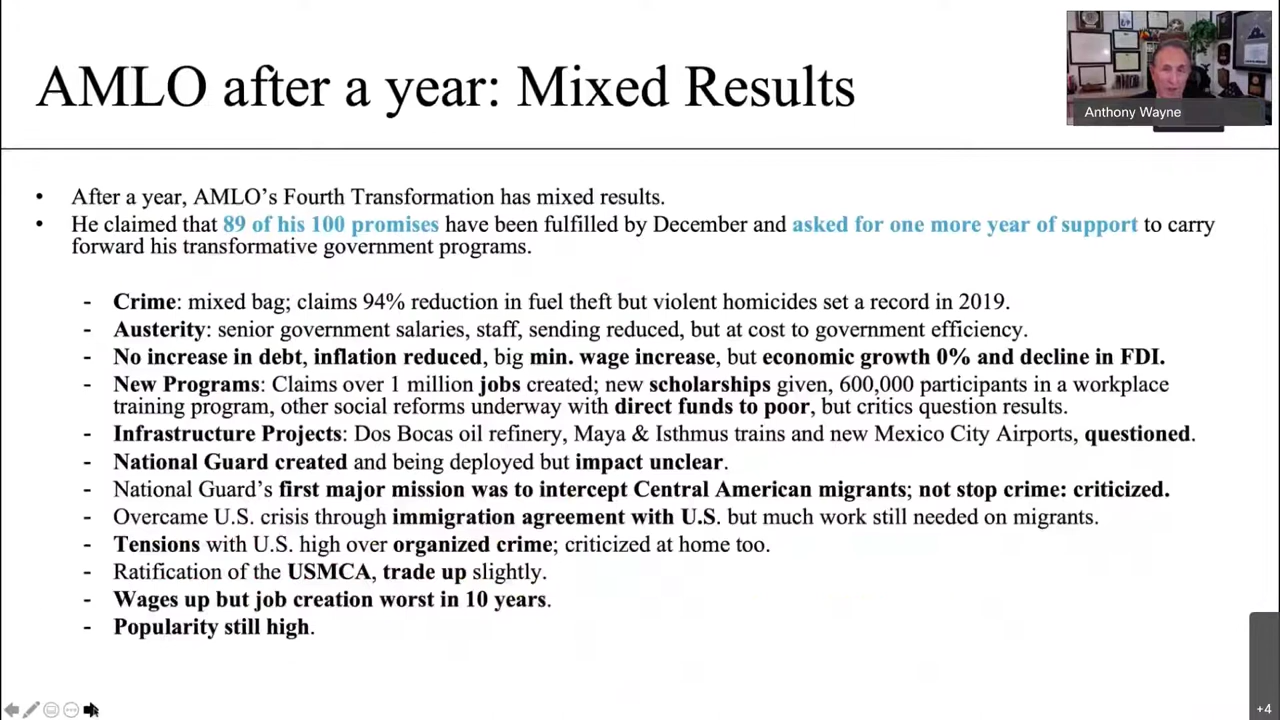 AMLO after a year: Mixed Results
Anthony Wayne
• After a year, AMLO's Fourth Transformation has mixed results.
• He claimed that 89 of his 100 promises have been fulfilled by December and asked for one more year of support to carry
forward his transformative government programs.
- Crime: mixed bag; claims 94% reduction in fuel theft but violent homicides set a record in 2019.
- Austerity: senior government salaries, staff, sending reduced, but at cost to government efficiency.
- No increase in debt, inflation reduced, big min. wage increase, but economic growth 0% and decline in FDI.
- New Programs: Claims over 1 million jobs created; new scholarships given, 600,000 participants in a workplace
training program, other social reforms underway with direct funds to poor, but critics question results.
- Infrastructure Projects: Dos Bocas oil refinery, Maya & Isthmus trains and new Mexico City Airports, questioned.
- National Guard created and being deployed but impact unclear.
- National Guard's first major mission was to intercept Central American migrants; not stop crime: criticized.
- Overcame U.S. crisis through immigration agreement with U.S. but much work still needed on migrants.
- Tensions with U.S. high over organized crime; criticized at home too.
- Ratification of the USMCA, trade up slightly.
- Wages up but job creation worst in 10 years.
- Popularity still high.
+4